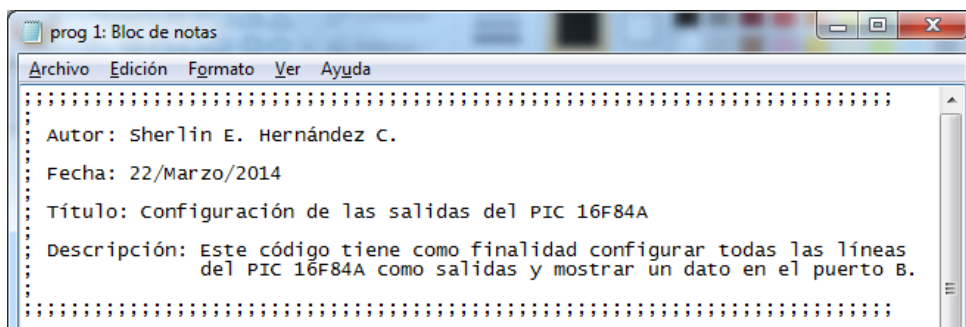 prog 1: Bloc de notas
Archivo Edición Formato Ver Ayuda
;;;;;;;;;;;;;;;;;;;;;;;;;;;;;;;;;;;;;;;;;;;;;;;;;;;;;;;;;;;;;;;;;;;;;;;;;;
;
; Autor: Sherlin E. Hernández C.
;
; Fecha: 22/Marzo/2014
;
; Título: Configuración de las salidas del PIC 16F84A
;
; Descripción: Este código tiene como finalidad configurar todas las líneas
;              del PIC 16F84A como salidas y mostrar un dato en el puerto B.
;
;;;;;;;;;;;;;;;;;;;;;;;;;;;;;;;;;;;;;;;;;;;;;;;;;;;;;;;;;;;;;;;;;;;;;;;;;;